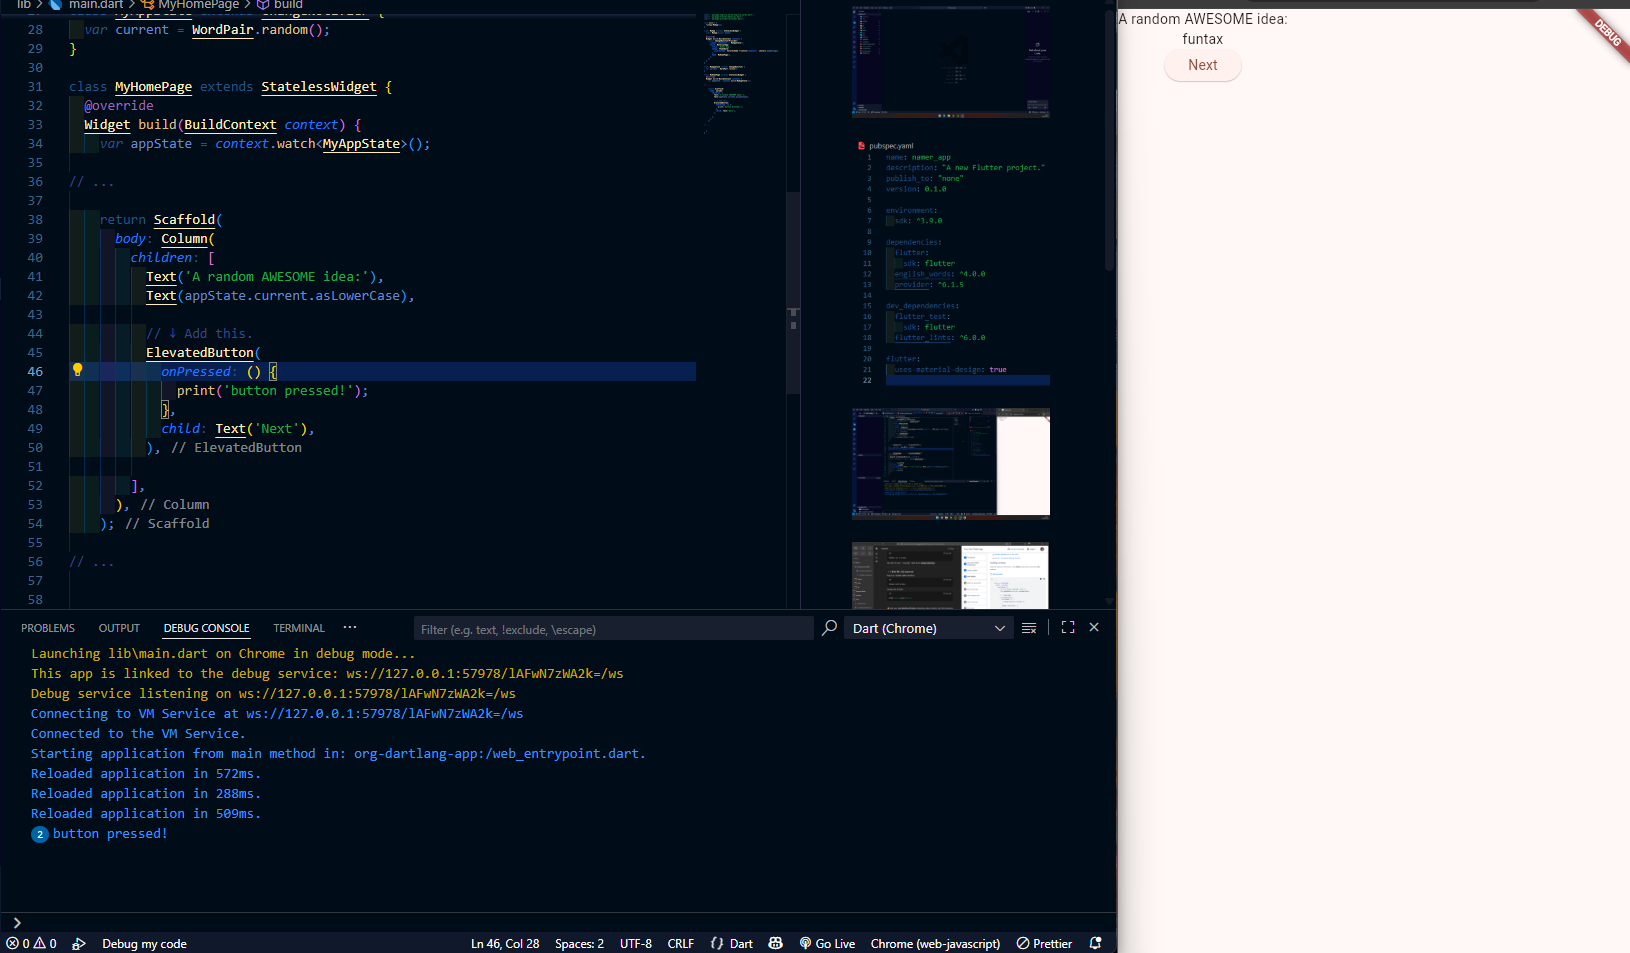 lib > main.dart > MyHomePage > build
28 var current = WordPair.random();
29 }
30
31 class MyHomePage extends StatelessWidget {
32 @override
33 Widget build(BuildContext context) {
34 var appState = context.watch<MyAppState>();
35
36 // ...
37
38 return Scaffold(
39 body: Column(
40 children: [
41 Text('A random AWESOME idea:'),
42 Text(appState.current.asLowerCase),
43
44 // ↓ Add this.
45 ElevatedButton(
46 onPressed: () {
47 print('button pressed!');
48 },
49 child: Text('Next'),
50 ), // ElevatedButton
51
52 ],
53 ), // Column
54 ); // Scaffold
55
56 // ...
57
58
pubspec.yaml
1 name: namer_app
2 description: "A new Flutter project."
3 publish_to: "none"
4 version: 0.1.0
5
6 environment:
7 sdk: ^3.9.0
8
9 dependencies:
10 flutter:
11 sdk: flutter
12 english_words: ^4.0.0
13 provider: ^6.1.5
14
15 dev_dependencies:
16 flutter_test:
17 sdk: flutter
18 flutter_lints: ^6.0.0
19
20 flutter:
21 uses-material-design: true
22
PROBLEMS OUTPUT DEBUG CONSOLE TERMINAL ...
Filter (e.g. text, !exclude, \escape)
Dart (Chrome)
Launching lib\main.dart on Chrome in debug mode...
This app is linked to the debug service: ws://127.0.0.1:57978/lAFwN7zWA2k=/ws
Debug service listening on ws://127.0.0.1:57978/lAFwN7zWA2k=/ws
Connecting to VM Service at ws://127.0.0.1:57978/lAFwN7zWA2k=/ws
Connected to the VM Service.
Starting application from main method in: org-dartlang-app:/web_entrypoint.dart.
Reloaded application in 572ms.
Reloaded application in 288ms.
Reloaded application in 509ms.
2 button pressed!
>
0 0 Debug my code Ln 46, Col 28 Spaces: 2 UTF-8 CRLF {} Dart Go Live Chrome (web-javascript) Prettier
A random AWESOME idea:
funtax
Next
DEBUG